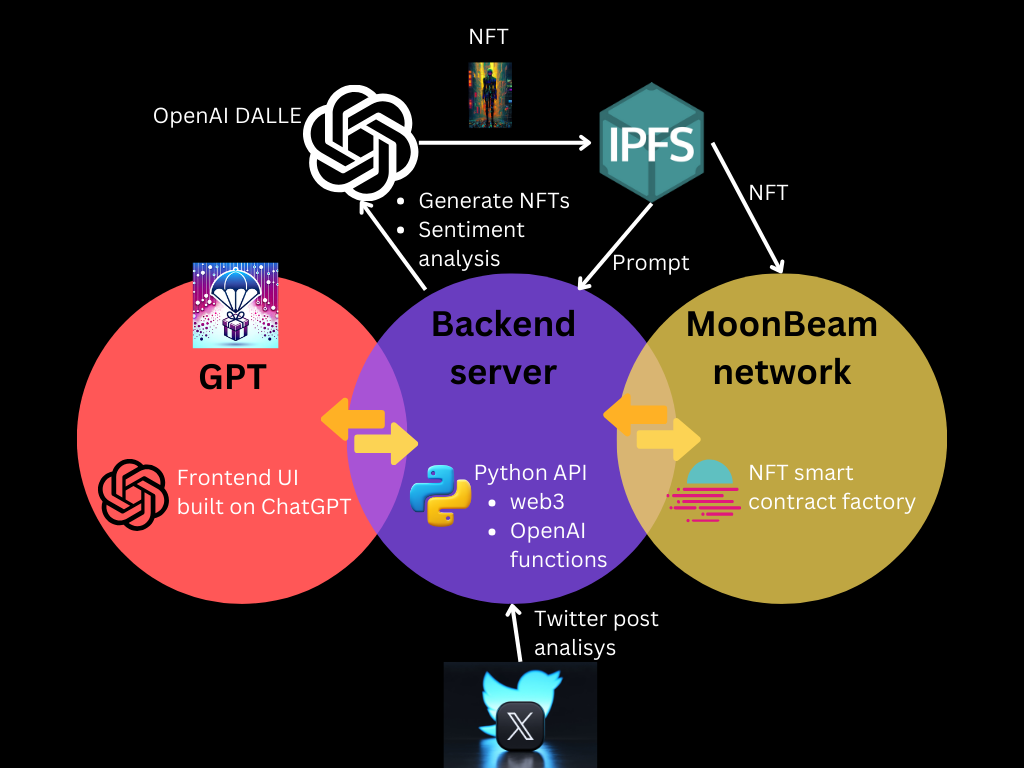 NFT
OpenAI DALLE
IPFS
NFT
• Generate NFTs
• Sentiment
analysis
Prompt
GPT
Backend
server
MoonBeam
network
Frontend UI
built on ChatGPT
Python API
• web3
• OpenAI
functions
NFT smart
contract factory
Twitter post
analisys
X